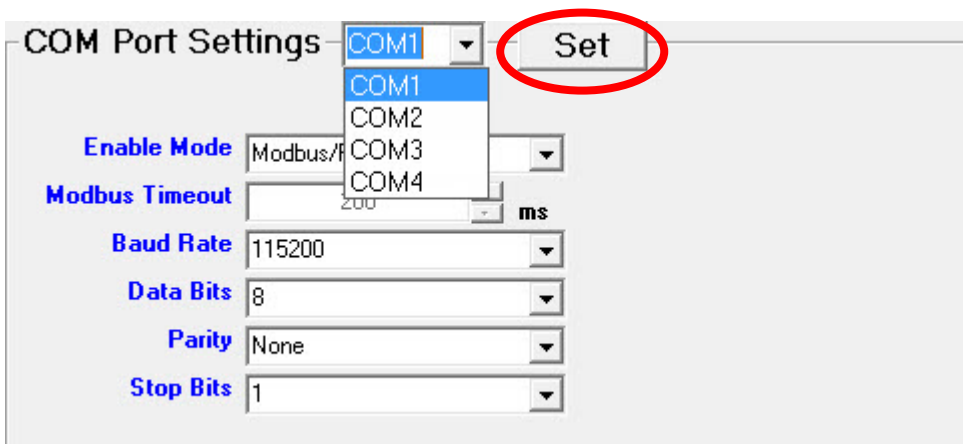 COM Port Settings COM1 Set
COM1
COM2
Enable Mode Modbus/ COM3
COM4
Modbus Timeout 200 ms
Baud Rate 115200
Data Bits 8
Parity None
Stop Bits 1